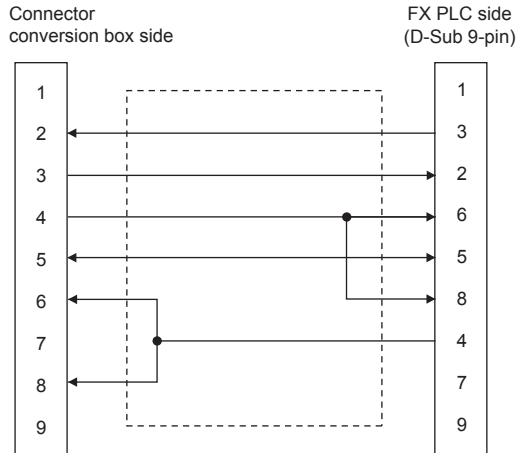 Connector
conversion box side
FX PLC side
(D-Sub 9-pin)
1 1
2 3
3 2
4 6
5 5
6 8
7 4
8 7
9 9